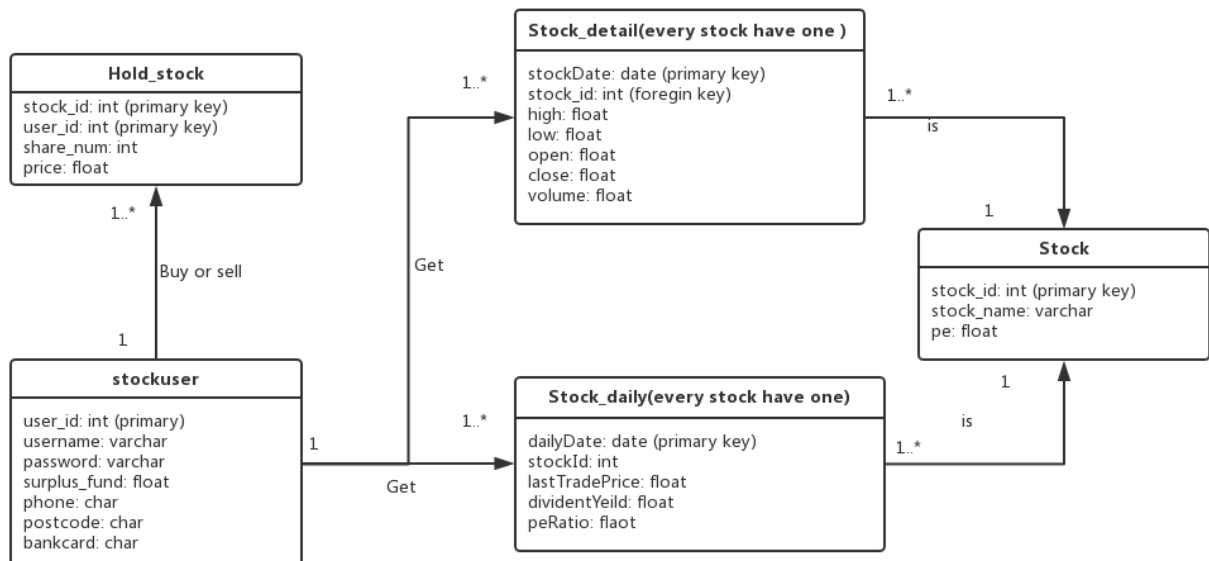 Hold_stock
stock_id: int (primary key)
user_id: int (primary key)
share_num: int
price: float
1..*
Buy or sell
1
stockuser
user_id: int (primary)
username: varchar
password: varchar
surplus_fund: float
phone: char
postcode: char
bankcard: char
1
Get
1..*
Get
1..*
Stock_detail(every stock have one )
stockDate: date (primary key)
stock_id: int (foregin key)
high: float
low: float
open: float
close: float
volume: float
1..*
is
1
Stock_daily(every stock have one)
dailyDate: date (primary key)
stockId: int
lastTradePrice: float
dividentYeild: float
peRatio: flaot
1..*
is
1
Stock
stock_id: int (primary key)
stock_name: varchar
pe: float